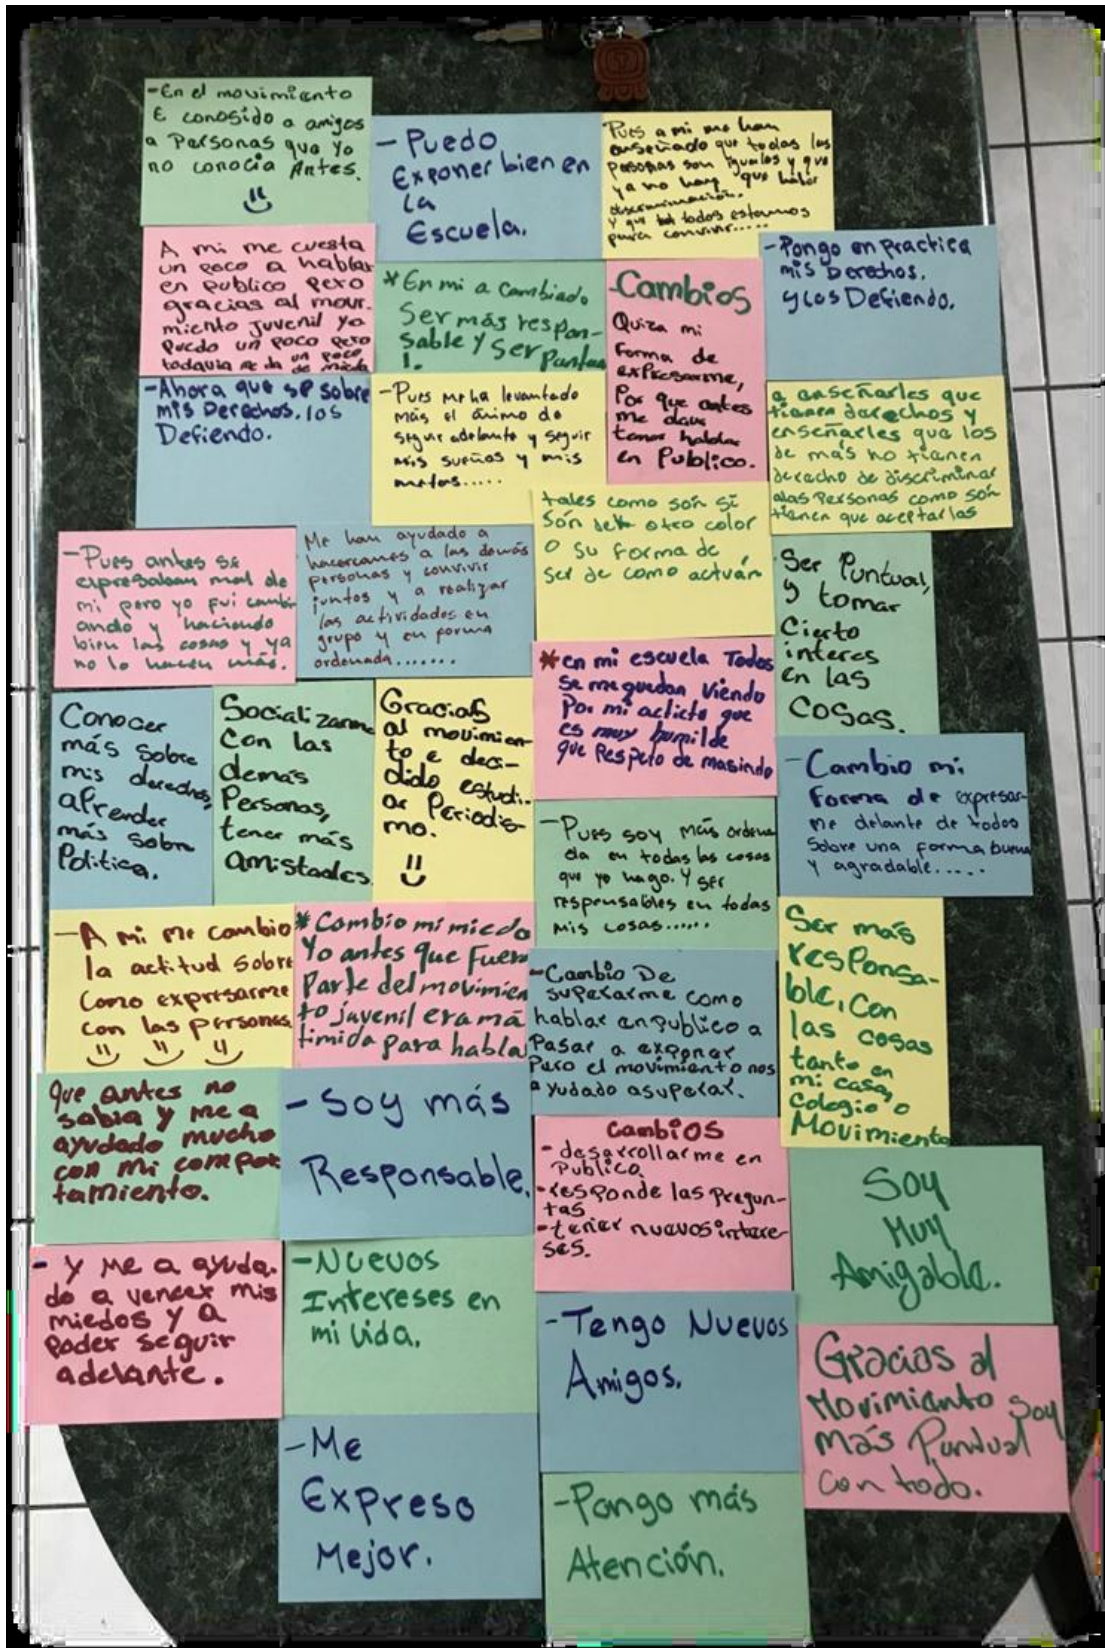 -En el movimiento
E conosido a amigos
a Personas que Yo
no conocia Antes.
- Puedo
Exponer bien en
La
Escuela.
Pues a mi me han
enseñado que todas las
personas son iguales y que
ya no hay que haber
discriminación.
Y que todos estamos
para convivir.....
A mi me cuesta
un poco a hablar
en publico pero
gracias al movi-
miento juvenil ya
puedo un poco pero
todavia me da un poco
de miedo
*En mi a cambiado
Ser más respon-
sable y ser puntua
l.
Cambios
Quiza mi
forma de
expresarme,
Por que antes
me daba
temor hablar
en Publico.
-Pongo en practica
mis Derechos.
y los Defiendo.
-Ahora que se sobre
mis Derechos. los
Defiendo.
-Pues me ha levantado
más el ánimo de
seguir adelante y seguir
mis sueños y mis
metas.....
a enseñarles que
tienen derechos y
enseñarles que los
de más no tienen
derecho de discriminar
alas Personas como són
tienen que aceptarlas
tales como són si
són de otro color
o su forma de
ser de como actuán
-Pues antes se
expresaban mal de
mi pero yo fui cambi
ando y haciendo
bien las cosas y ya
no lo hacen más.
Me han ayudado a
hacercanos a las demás
personas y convivir
juntos y a realizar
las actividades en
grupo y en forma
ordenada.......
Ser Puntual,
y tomar
Cierto
interes
en las
Cosas.
*en mi escuela Todos
se me quedan viendo
Por mi actictu que
es muy humilde
que Respeto de masindo
Conocer
más sobre
mis derechos,
aprender
más sobre
Politica.
Socializarme
Con las
demás
Personas,
tener más
amistades
Gracias
al movimien-
to e deci-
dido estudi-
ar Periodis-
mo.
-Cambio mi
forma de expresar-
me delante de todos
Sobre una forma buena
y agradable.....
-Pues soy más ordena
da en todas las cosas
que yo hago. Y ser
responsables en todas
mis cosas......
-A mi me cambio
la actitud sobre
como expresarme
con las personas
*Cambio mi miedo
Yo antes que Fuera
Parte del movimien
to juvenil era má
timida para habla
-Cambio De
superarme como
hablar en publico a
Pasar a exponer
Pero el movimiento nos
a yudado a superar.
Ser más
responsa-
ble, Con
las cosas
tanto en
mi casa,
colegio o
Movimiento
que antes no
sabia y me a
ayudado mucho
con mi compor
tamiento.
-Soy más
Responsable.
Cambios
-desarrollarme en
Publico.
-responde las Pregun-
tas
-tener nuevos intere-
ses.
Soy
Muy
Amigable.
- Y me a ayuda.
do a vencer mis
miedos y a
poder seguir
adelante.
-Nuevos
Intereses en
mi vida.
-Tengo Nuevos
Amigos.
Gracias al
Movimiento Soy
más Puntual
con todo.
-Me
Expreso
Mejor.
-Pongo más
Atención.